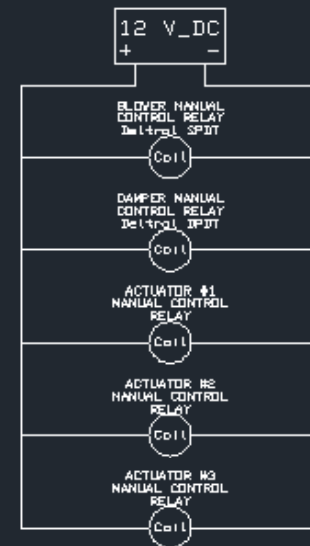 12 V_DC
+ -
BLOWER MANUAL
CONTROL RELAY
Deltrol SPDT
Coil
DAMPER MANUAL
CONTROL RELAY
Deltrol DPDT
Coil
ACTUATOR #1
MANUAL CONTROL
RELAY
Coil
ACTUATOR #2
MANUAL CONTROL
RELAY
Coil
ACTUATOR #3
MANUAL CONTROL
RELAY
Coil